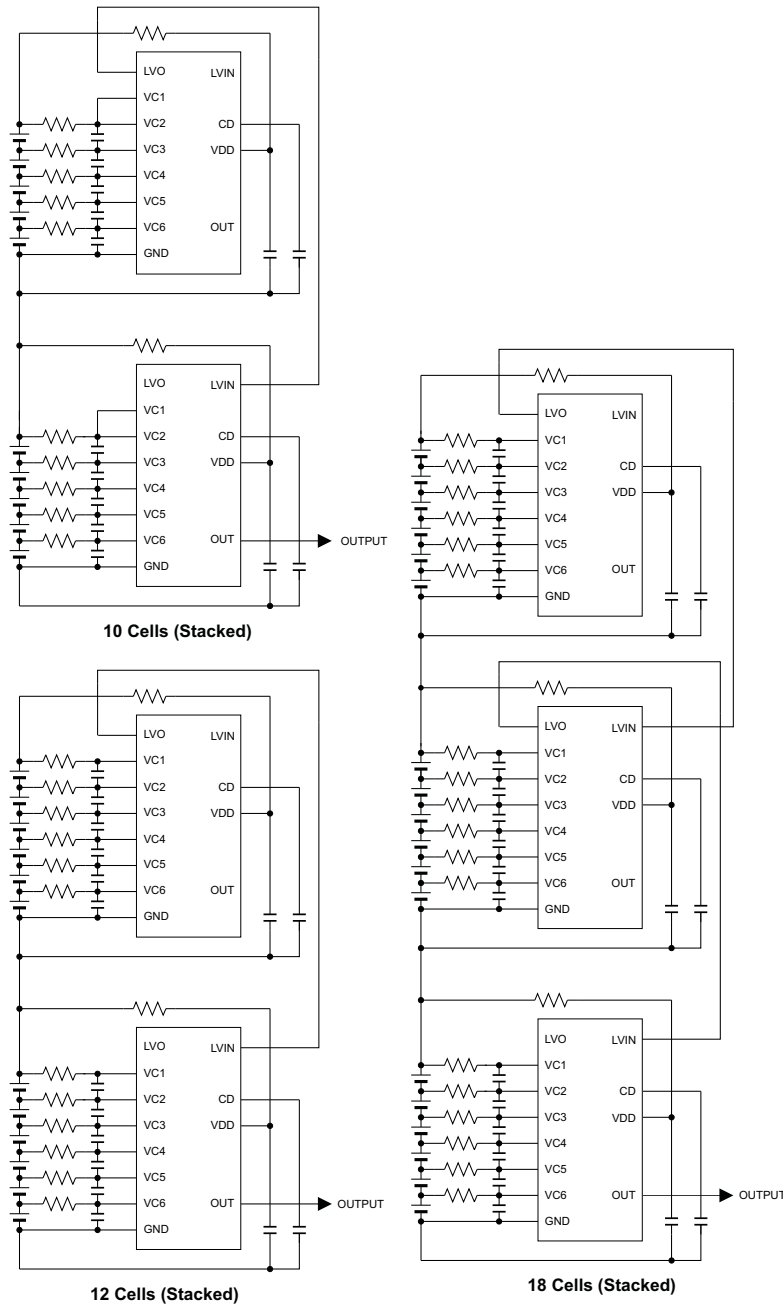 LVO LVIN
VC1
VC2 CD
VC3 VDD
VC4
VC5
VC6 OUT
GND
LVO LVIN
VC1
VC2 CD
VC3 VDD
VC4
VC5
VC6 OUT OUTPUT
GND
10 Cells (Stacked)
LVO LVIN
VC1
VC2 CD
VC3 VDD
VC4
VC5
VC6 OUT
GND
LVO LVIN
VC1
VC2 CD
VC3 VDD
VC4
VC5
VC6 OUT OUTPUT
GND
12 Cells (Stacked)
LVO LVIN
VC1
VC2 CD
VC3 VDD
VC4
VC5
VC6 OUT
GND
LVO LVIN
VC1
VC2 CD
VC3 VDD
VC4
VC5
VC6 OUT
GND
LVO LVIN
VC1
VC2 CD
VC3 VDD
VC4
VC5
VC6 OUT OUTPUT
GND
18 Cells (Stacked)